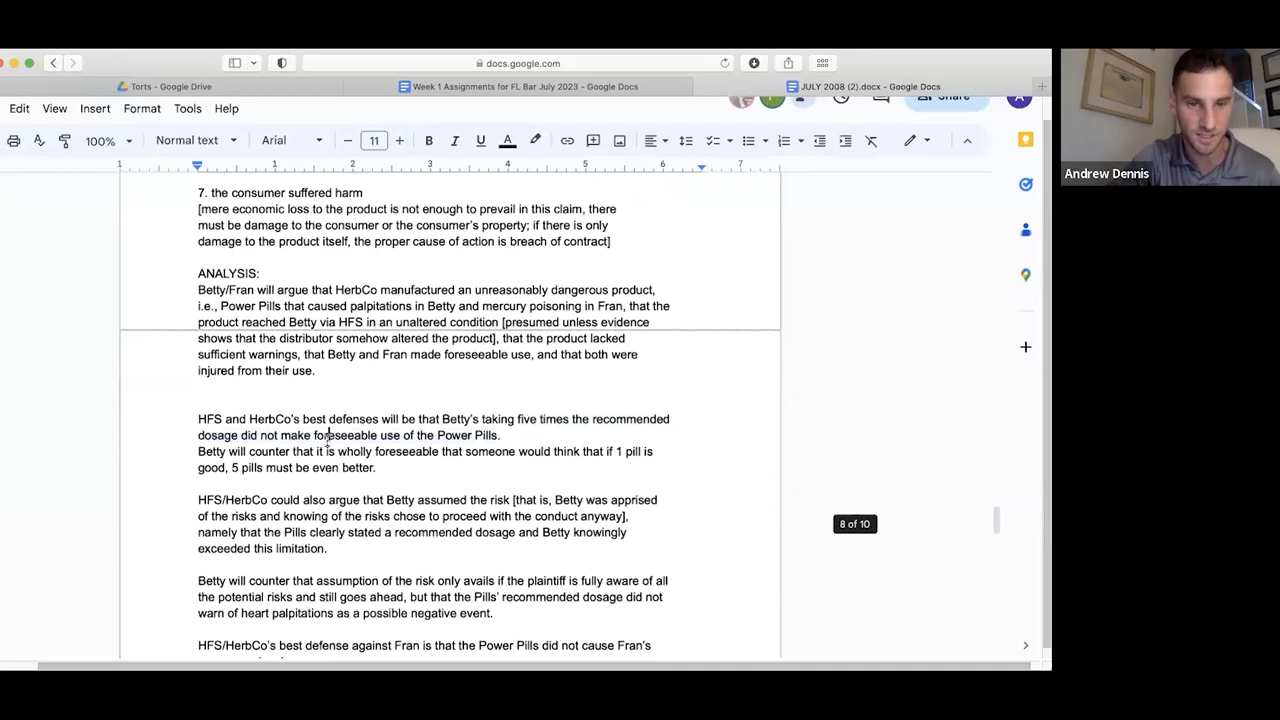 docs.google.com
Torts - Google Drive
Week 1 Assignments for FL Bar July 2023 - Google Docs
JULY 2008 (2).docx - Google Docs
Edit View Insert Format Tools Help
Share
A
100% Normal text Arial 11
1 1 2 3 4 5 6 7
7. the consumer suffered harm
[mere economic loss to the product is not enough to prevail in this claim, there
must be damage to the consumer or the consumer's property; if there is only
damage to the product itself, the proper cause of action is breach of contract]
ANALYSIS:
Betty/Fran will argue that HerbCo manufactured an unreasonably dangerous product,
i.e., Power Pills that caused palpitations in Betty and mercury poisoning in Fran, that the
product reached Betty via HFS in an unaltered condition [presumed unless evidence
shows that the distributor somehow altered the product], that the product lacked
sufficient warnings, that Betty and Fran made foreseeable use, and that both were
injured from their use.
HFS and HerbCo's best defenses will be that Betty's taking five times the recommended
dosage did not make foreseeable use of the Power Pills.
Betty will counter that it is wholly foreseeable that someone would think that if 1 pill is
good, 5 pills must be even better.
HFS/HerbCo could also argue that Betty assumed the risk [that is, Betty was apprised
of the risks and knowing of the risks chose to proceed with the conduct anyway],
namely that the Pills clearly stated a recommended dosage and Betty knowingly
exceeded this limitation.
Betty will counter that assumption of the risk only avails if the plaintiff is fully aware of all
the potential risks and still goes ahead, but that the Pills' recommended dosage did not
warn of heart palpitations as a possible negative event.
HFS/HerbCo's best defense against Fran is that the Power Pills did not cause Fran's
8 of 10
Andrew Dennis